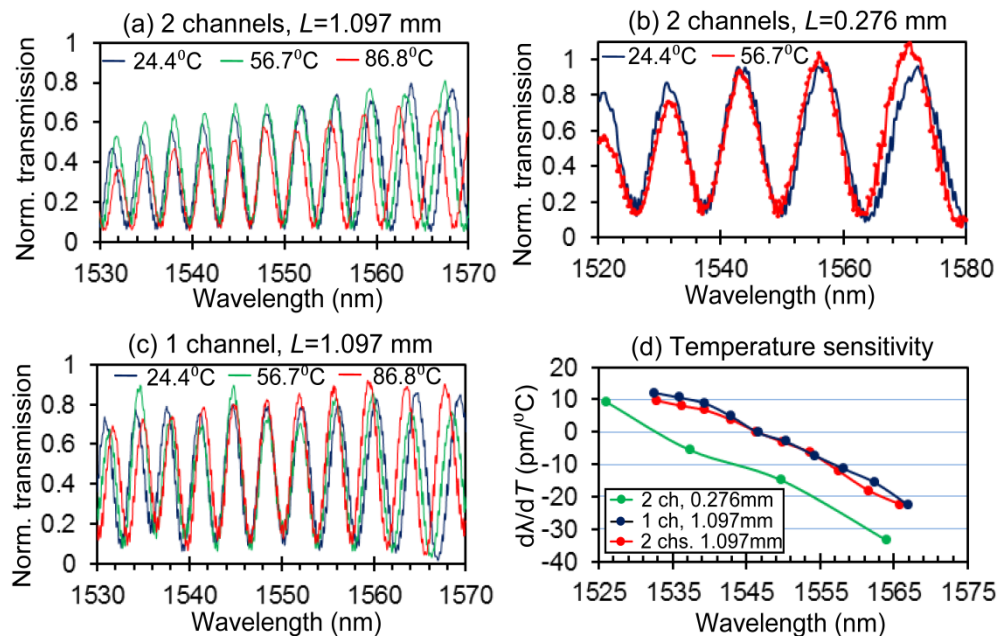 (a) 2 channels, L=1.097 mm
24.4⁰C 56.7⁰C 86.8⁰C
Norm. transmission
1
0.8
0.6
0.4
0.2
0
1530 1540 1550 1560 1570
Wavelength (nm)
(b) 2 channels, L=0.276 mm
24.4⁰C 56.7⁰C
Norm. transmission
1
0.8
0.6
0.4
0.2
0
1520 1540 1560 1580
Wavelength (nm)
(c) 1 channel, L=1.097 mm
24.4⁰C 56.7⁰C 86.8⁰C
Norm. transmission
1
0.8
0.6
0.4
0.2
0
1530 1540 1550 1560 1570
Wavelength (nm)
(d) Temperature sensitivity
dλ/dT (pm/⁰C)
20
10
0
-10
-20
-30
-40
2 ch, 0.276mm
1 ch, 1.097mm
2 chs. 1.097mm
1525 1535 1545 1555 1565 1575
Wavelength (nm)